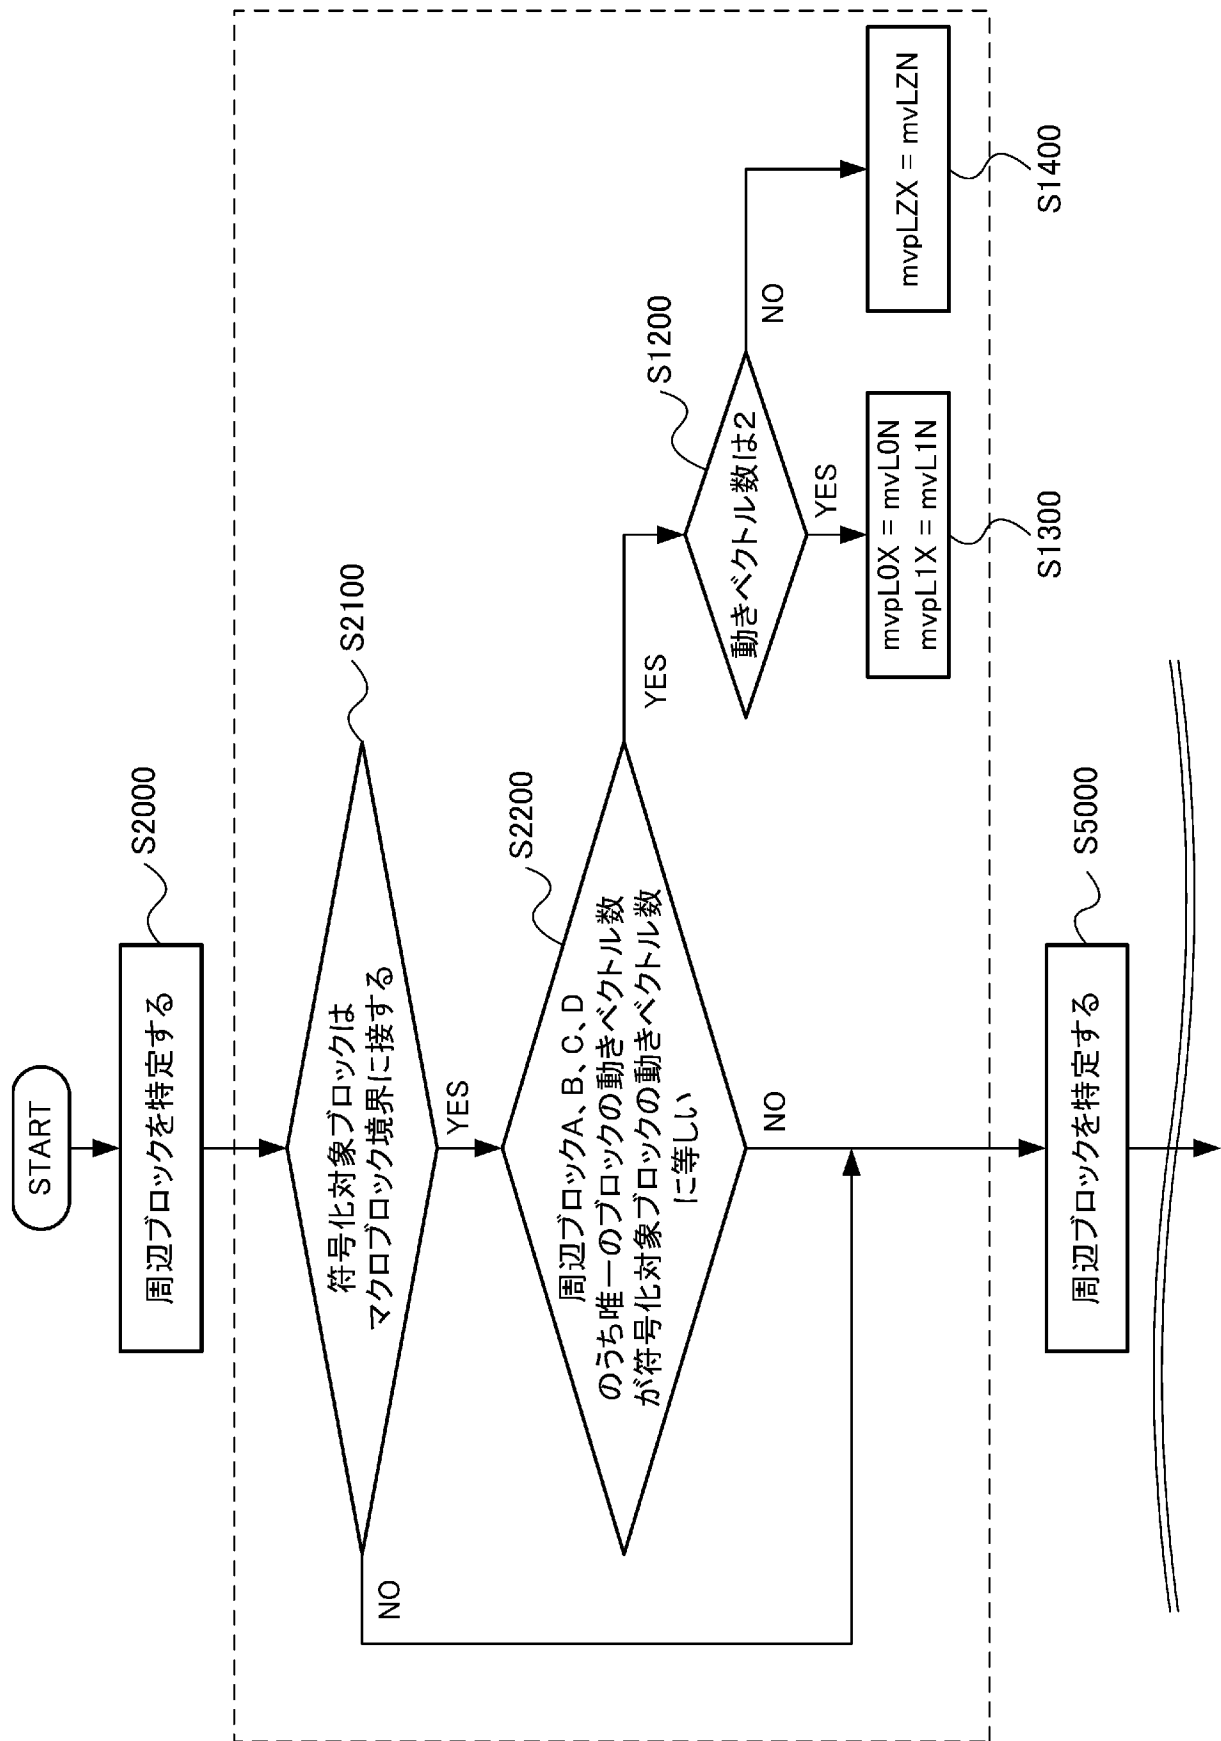 START
周辺ブロックを特定する
S2000
符号化対象ブロックは
マクロブロック境界に接する
S2100
NO
YES
周辺ブロックA、B、C、D
のうち唯一のブロックの動きベクトル数
が符号化対象ブロックの動きベクトル数
に等しい
S2200
YES
NO
動きベクトル数は2
S1200
NO
YES
mvpL0X = mvL0N
mvpL1X = mvL1N
S1300
mvpLZX = mvLZN
S1400
周辺ブロックを特定する
S5000